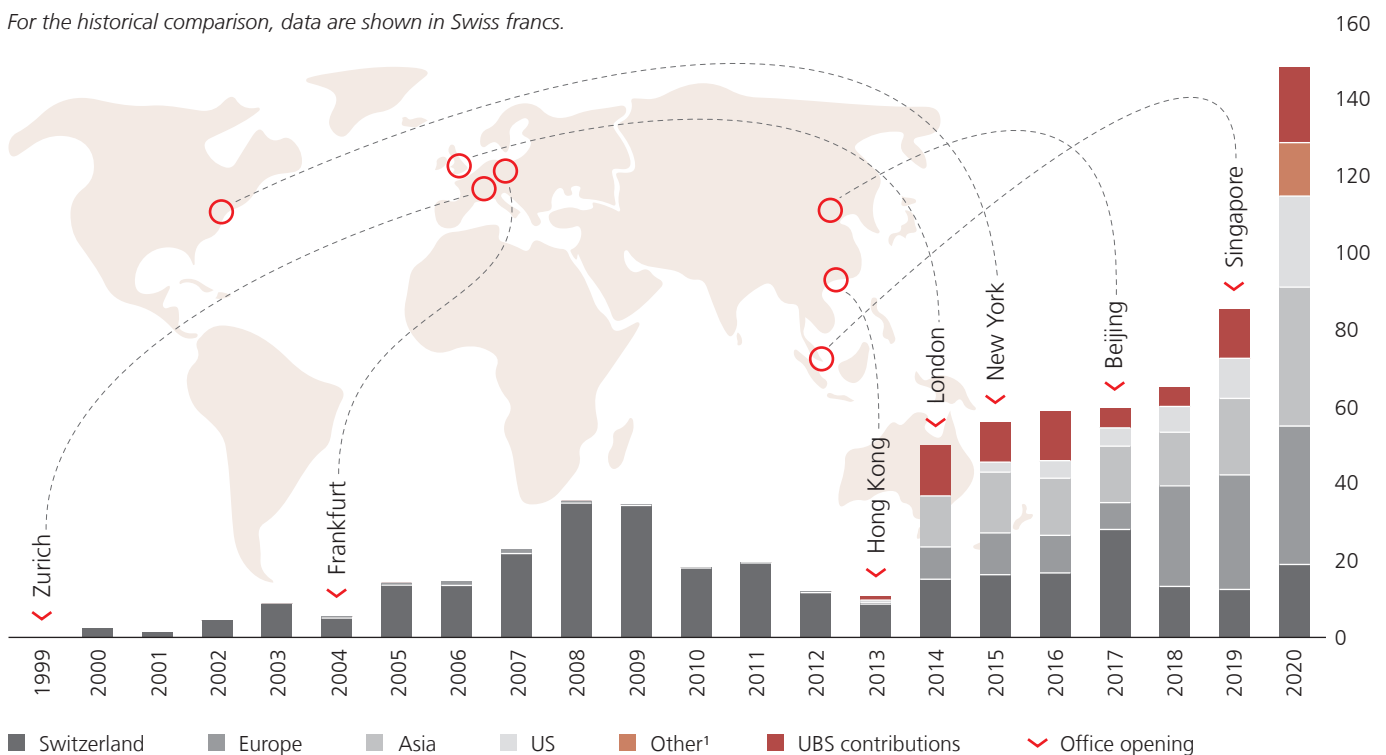 For the historical comparison, data are shown in Swiss francs.
160
140
120
100
80
60
40
20
0
Zurich
Frankfurt
Hong Kong
London
New York
Beijing
Singapore
1999
2000
2001
2002
2003
2004
2005
2006
2007
2008
2009
2010
2011
2012
2013
2014
2015
2016
2017
2018
2019
2020
Switzerland
Europe
Asia
US
Other¹
UBS contributions
Office opening